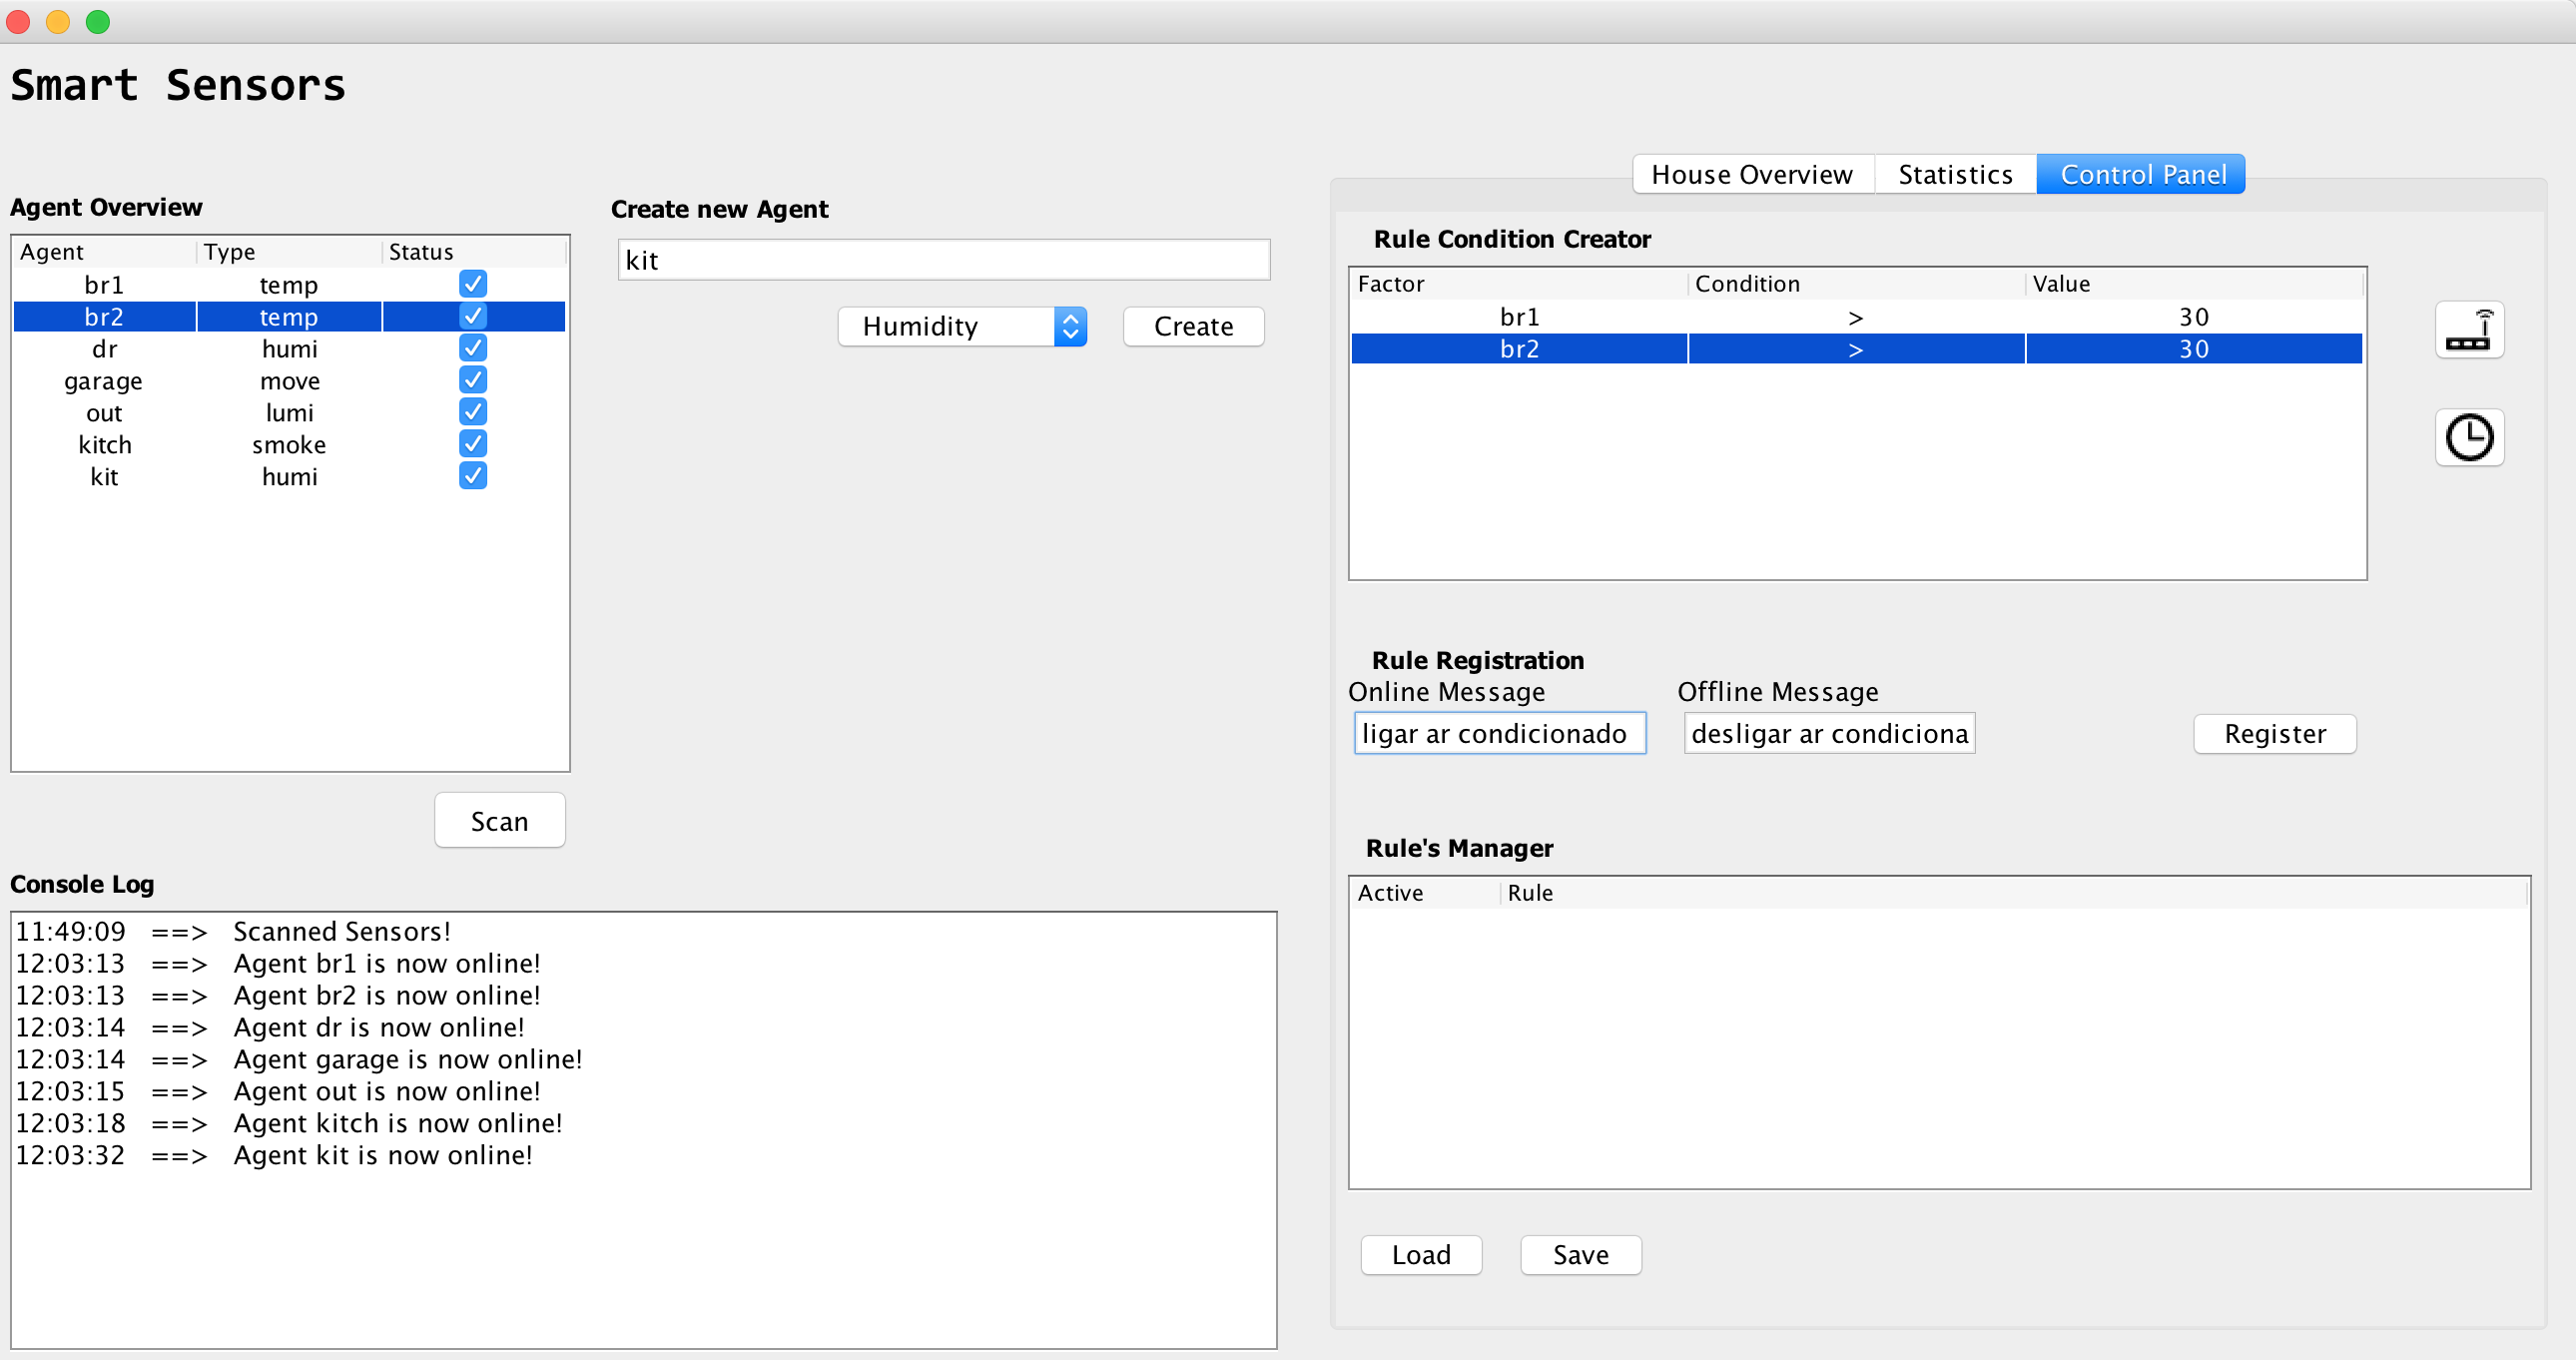 Smart Sensors
Agent Overview
Agent Type Status
br1 temp
br2 temp
dr humi
garage move
out lumi
kitch smoke
kit humi
Scan
Create new Agent
kit
Humidity Create
Console Log
11:49:09 ==> Scanned Sensors!
12:03:13 ==> Agent br1 is now online!
12:03:13 ==> Agent br2 is now online!
12:03:14 ==> Agent dr is now online!
12:03:14 ==> Agent garage is now online!
12:03:15 ==> Agent out is now online!
12:03:18 ==> Agent kitch is now online!
12:03:32 ==> Agent kit is now online!
House Overview Statistics Control Panel
Rule Condition Creator
Factor Condition Value
br1 > 30
br2 > 30
Rule Registration
Online Message Offline Message
ligar ar condicionado desligar ar condiciona Register
Rule's Manager
Active Rule
Load Save